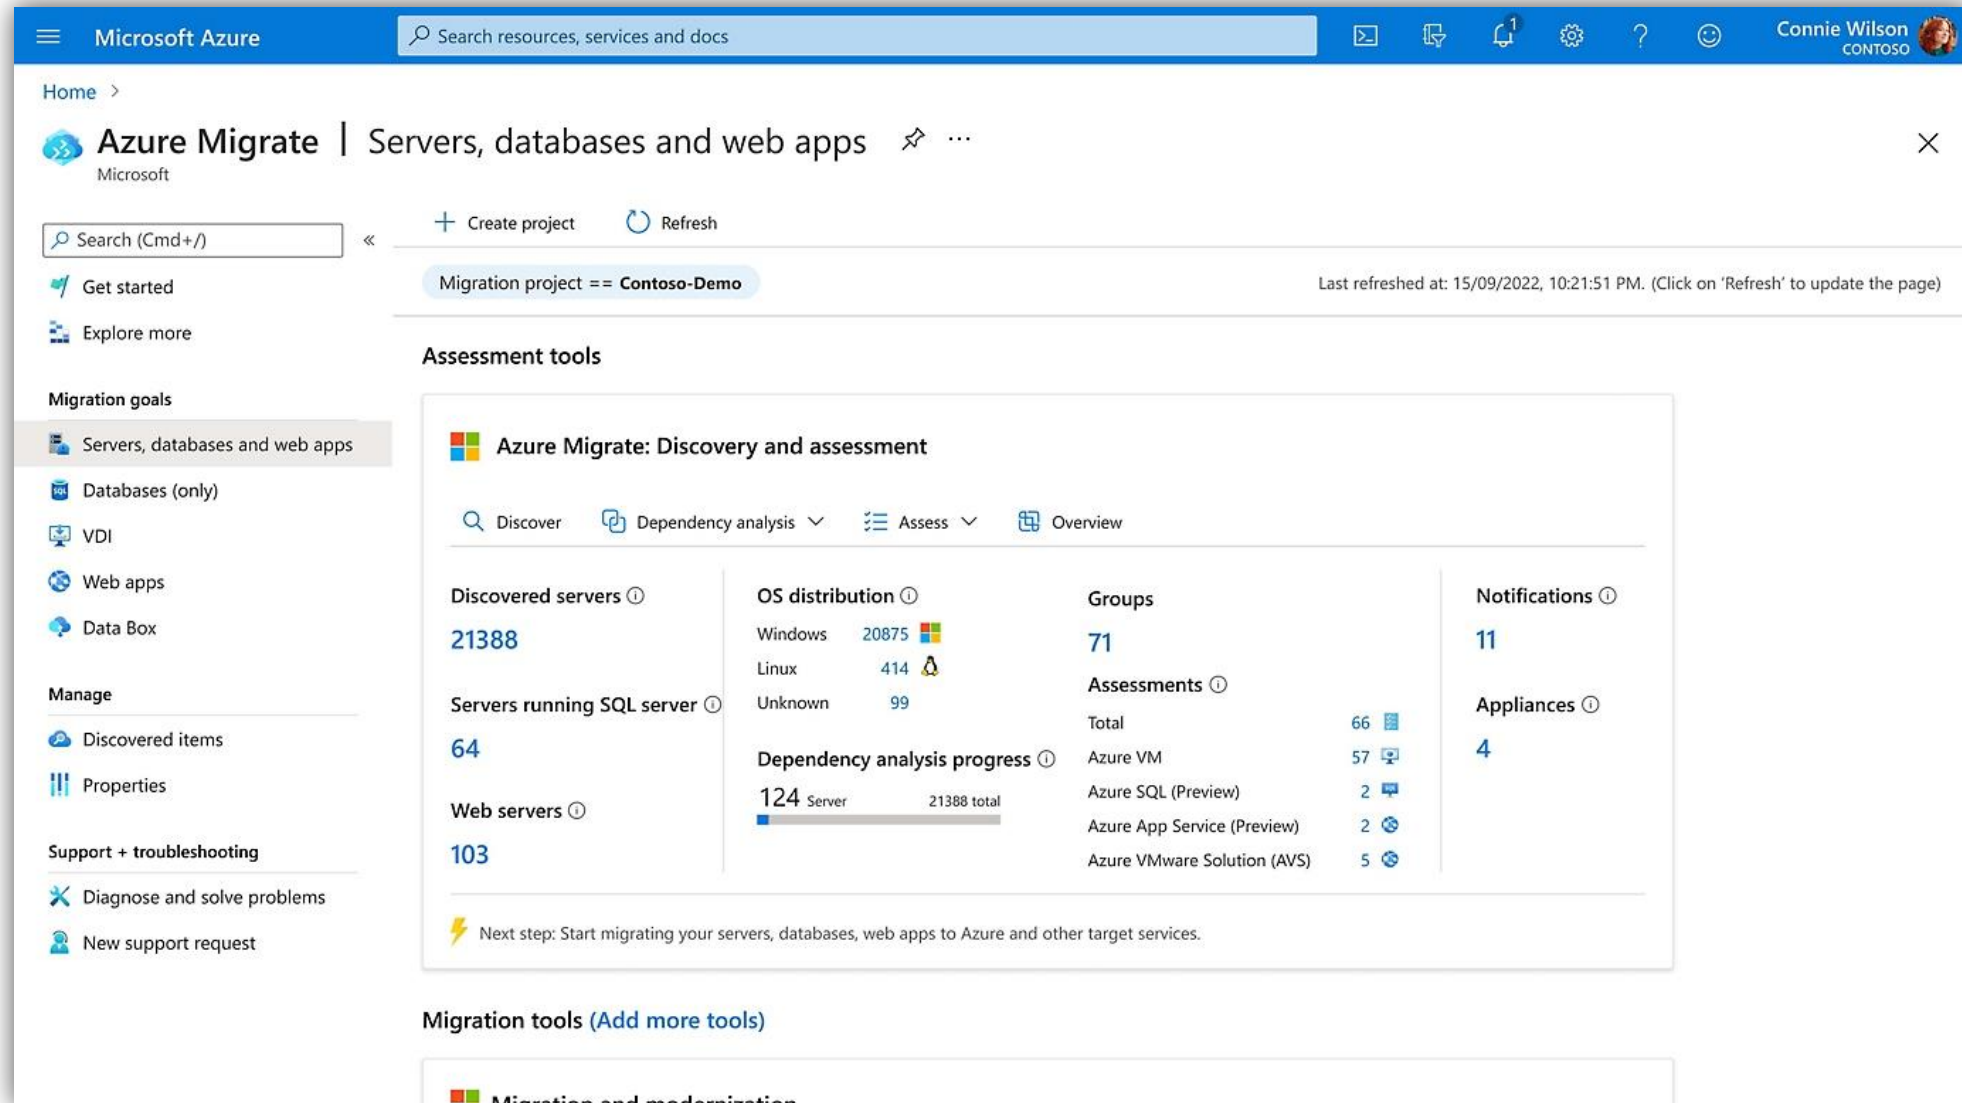 Microsoft Azure
Search resources, services and docs
1
Connie Wilson
CONTOSO
Home >
Azure Migrate | Servers, databases and web apps ...
Microsoft
Search (Cmd+/)
«
Get started
Explore more
Migration goals
Servers, databases and web apps
Databases (only)
VDI
Web apps
Data Box
Manage
Discovered items
Properties
Support + troubleshooting
Diagnose and solve problems
New support request
Create project
Refresh
Migration project == Contoso-Demo
Last refreshed at: 15/09/2022, 10:21:51 PM. (Click on 'Refresh' to update the page)
Assessment tools
Azure Migrate: Discovery and assessment
Discover
Dependency analysis
Assess
Overview
Discovered servers
21388
Servers running SQL server
64
Web servers
103
OS distribution
Windows 20875
Linux 414
Unknown 99
Dependency analysis progress
124 Server 21388 total
Groups
71
Assessments
Total 66
Azure VM 57
Azure SQL (Preview) 2
Azure App Service (Preview) 2
Azure VMware Solution (AVS) 5
Notifications
11
Appliances
4
Next step: Start migrating your servers, databases, web apps to Azure and other target services.
Migration tools (Add more tools)
Migration and modernization